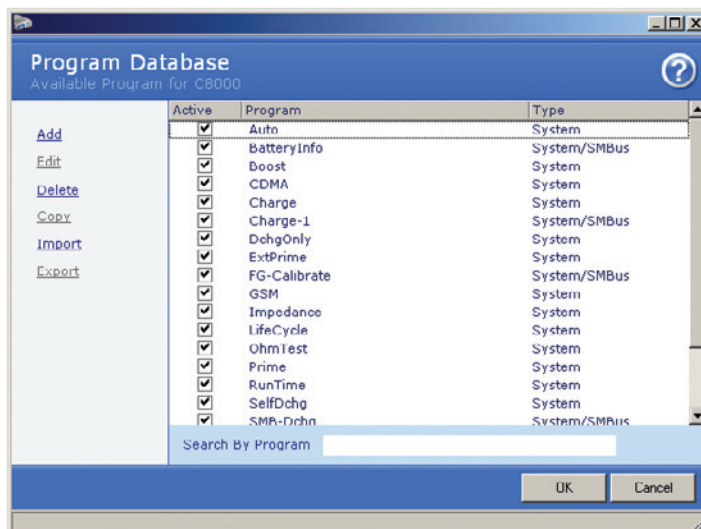 Program Database
Available Program for C8000
?
Active Program Type
Add
Edit
Delete
Copy
Import
Export
Auto System
BatteryInfo System/SMBus
Boost System
CDMA System
Charge System
Charge-1 System/SMBus
DchgOnly System
ExtPrime System
FG-Calibrate System/SMBus
GSM System
Impedance System
LifeCycle System
OhmTest System
Prime System
RunTime System
SelfDchg System
SMB-Dchg System/SMBus
Search By Program
OK Cancel